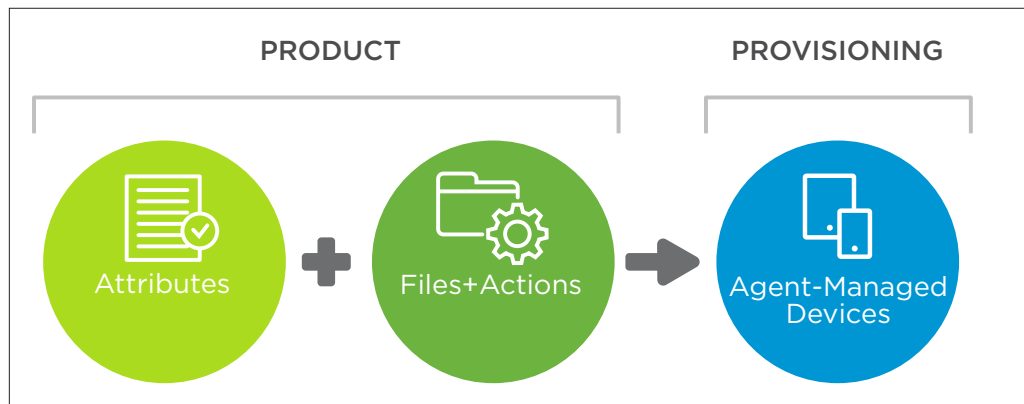 PRODUCT
PROVISIONING
Attributes
Files+Actions
Agent-Managed
Devices